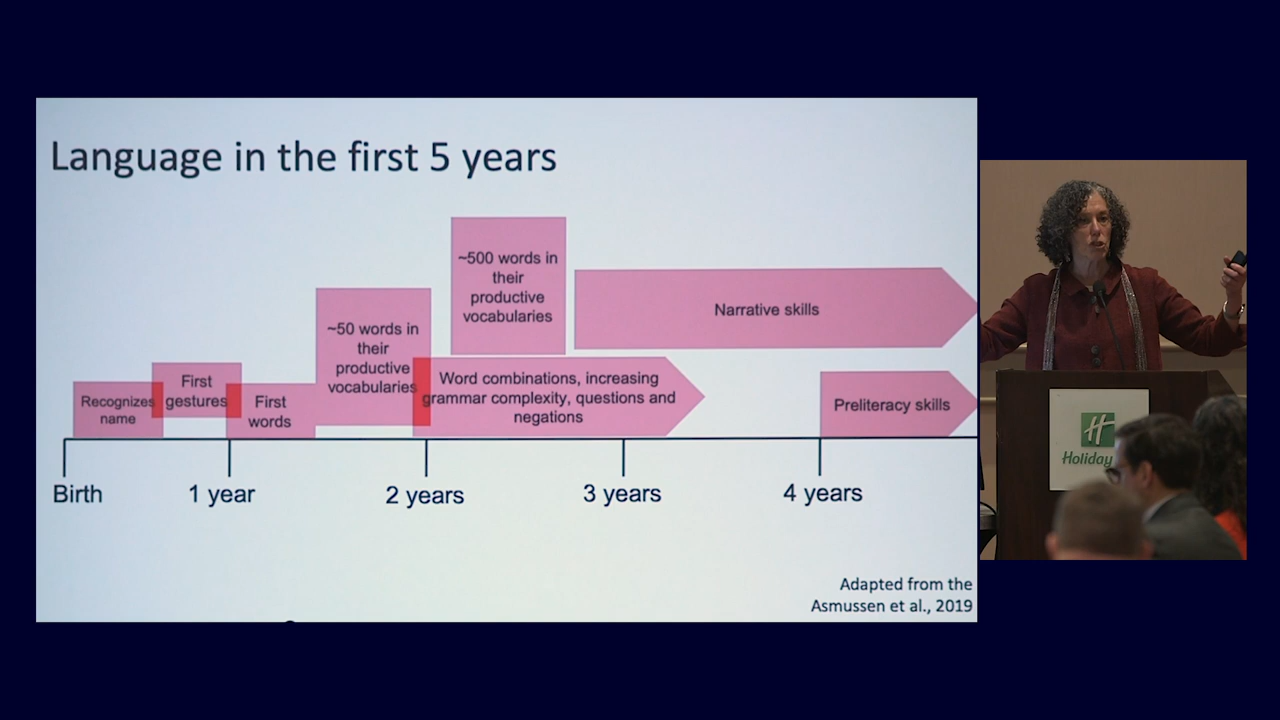 Language in the first 5 years
~500 words in
their
productive
vocabularies
Narrative skills
~50 words in
their
productive
vocabularies
Recognizes
name
First
gestures
First
words
Word combinations, increasing
grammar complexity, questions and
negations
Preliteracy skills
Birth
1 year
2 years
3 years
4 years
Adapted from the
Asmussen et al., 2019
H
Holiday